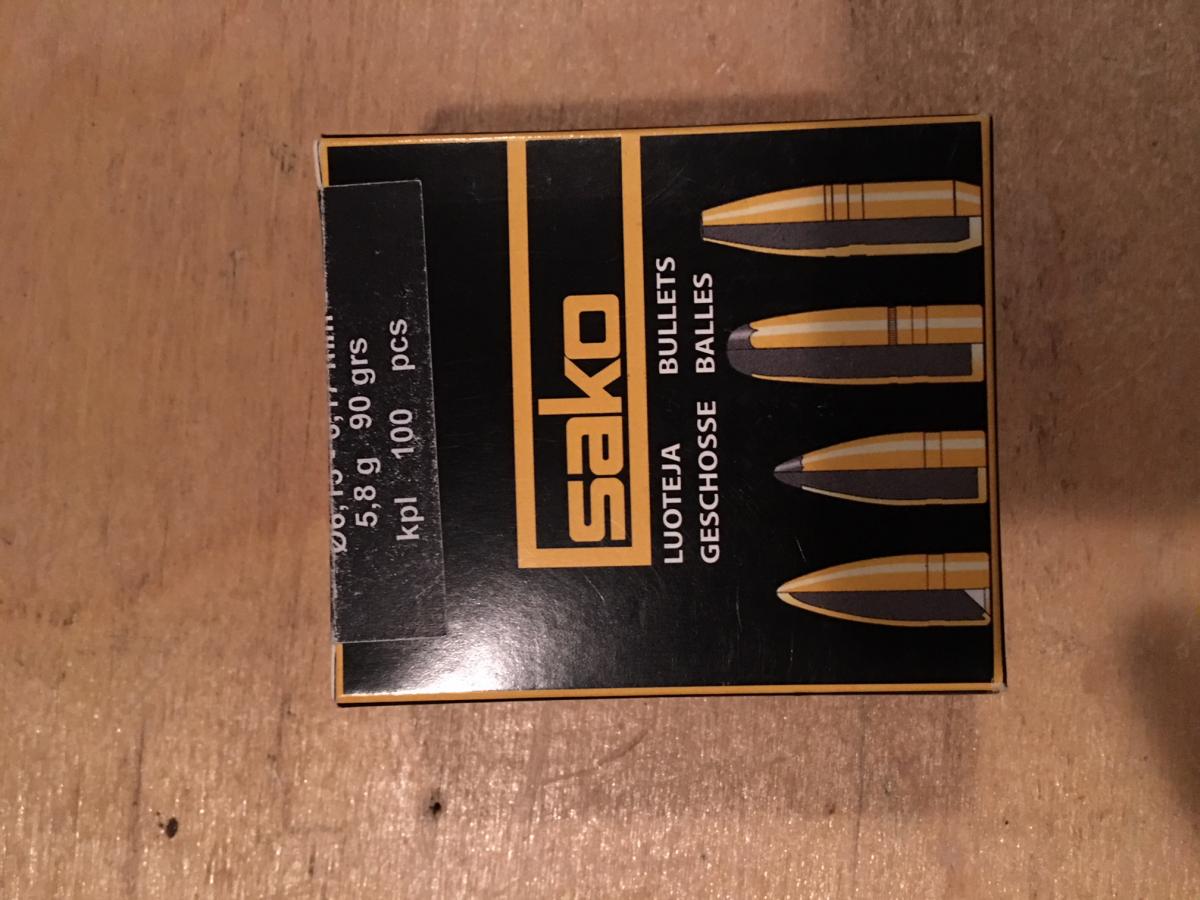 5,8 g 90 grs
kpl 100 pcs
sako
LUOTEJA BULLETS
GESCHOSSE BALLES